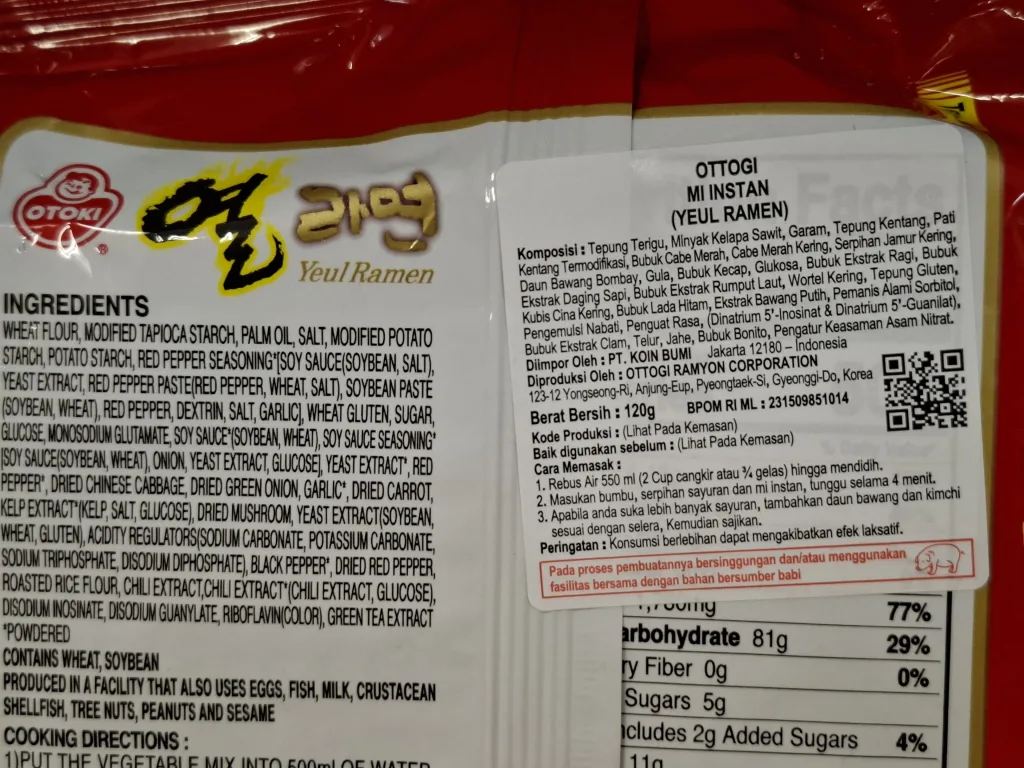 OTOKI
열라면
Yeul Ramen
INGREDIENTS
WHEAT FLOUR, MODIFIED TAPIOCA STARCH, PALM OIL, SALT, MODIFIED POTATO
STARCH, POTATO STARCH, RED PEPPER SEASONING*[SOY SAUCE(SOYBEAN, SALT),
YEAST EXTRACT, RED PEPPER PASTE(RED PEPPER, WHEAT, SALT), SOYBEAN PASTE
(SOYBEAN, WHEAT), RED PEPPER, DEXTRIN, SALT, GARLIC], WHEAT GLUTEN, SUGAR,
GLUCOSE, MONOSODIUM GLUTAMATE, SOY SAUCE*(SOYBEAN, WHEAT), SOY SAUCE SEASONING*
[SOY SAUCE(SOYBEAN, WHEAT), ONION, YEAST EXTRACT, GLUCOSE], YEAST EXTRACT*, RED
PEPPER*, DRIED CHINESE CABBAGE, DRIED GREEN ONION, GARLIC*, DRIED CARROT,
KELP EXTRACT*(KELP, SALT, GLUCOSE), DRIED MUSHROOM, YEAST EXTRACT(SOYBEAN,
WHEAT, GLUTEN), ACIDITY REGULATORS(SODIUM CARBONATE, POTASSIUM CARBONATE,
SODIUM TRIPHOSPHATE, DISODIUM DIPHOSPHATE), BLACK PEPPER*, DRIED RED PEPPER,
ROASTED RICE FLOUR, CHILI EXTRACT,CHILI EXTRACT*(CHILI EXTRACT, GLUCOSE),
DISODIUM INOSINATE, DISODIUM GUANYLATE, RIBOFLAVIN(COLOR), GREEN TEA EXTRACT
*POWDERED
CONTAINS WHEAT, SOYBEAN
PRODUCED IN A FACILITY THAT ALSO USES EGGS, FISH, MILK, CRUSTACEAN
SHELLFISH, TREE NUTS, PEANUTS AND SESAME
COOKING DIRECTIONS :
1)PUT THE VEGETABLE MIX INTO 500ml OF WATER
OTTOGI
MI INSTAN
(YEUL RAMEN)
Komposisi : Tepung Terigu, Minyak Kelapa Sawit, Garam, Tepung Kentang, Pati
Kentang Termodifikasi, Bubuk Cabe Merah, Cabe Merah Kering, Serpihan Jamur Kering,
Daun Bawang Bombay, Gula, Bubuk Kecap, Glukosa, Bubuk Ekstrak Ragi, Bubuk
Ekstrak Daging Sapi, Bubuk Ekstrak Rumput Laut, Wortel Kering, Tepung Gluten,
Kubis Cina Kering, Bubuk Lada Hitam, Ekstrak Bawang Putih, Pemanis Alami Sorbitol,
Pengemulsi Nabati, Penguat Rasa, (Dinatrium 5'-Inosinat & Dinatrium 5'-Guanilat),
Bubuk Ekstrak Clam, Telur, Jahe, Bubuk Bonito, Pengatur Keasaman Asam Nitrat.
Diimpor Oleh : PT. KOIN BUMI Jakarta 12180 – Indonesia
Diproduksi Oleh : OTTOGI RAMYON CORPORATION
123-12 Yongseong-Ri, Anjung-Eup, Pyeongtaek-Si, Gyeonggi-Do, Korea
Berat Bersih : 120g BPOM RI ML : 231509851014
Kode Produksi : (Lihat Pada Kemasan)
Baik digunakan sebelum : (Lihat Pada Kemasan)
Cara Memasak :
1. Rebus Air 550 ml (2 Cup cangkir atau ¾ gelas) hingga mendidih.
2. Masukan bumbu, serpihan sayuran dan mi instan, tunggu selama 4 menit.
3. Apabila anda suka lebih banyak sayuran, tambahkan daun bawang dan kimchi
sesuai dengan selera, Kemudian sajikan.
Peringatan : Konsumsi berlebihan dapat mengakibatkan efek laksatif.
Pada proses pembuatannya bersinggungan dan/atau menggunakan
fasilitas bersama dengan bahan bersumber babi
77%
arbohydrate 81g 29%
ry Fiber 0g 0%
Sugars 5g
ncludes 2g Added Sugars 4%
11g